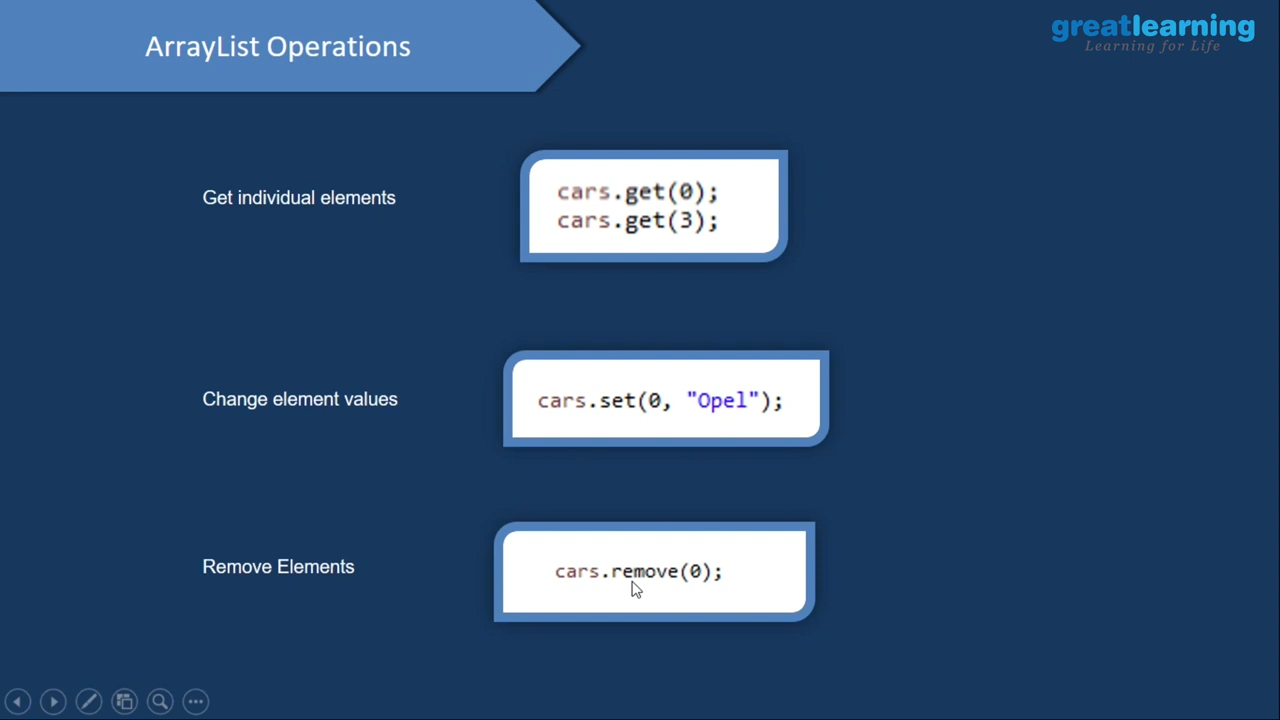 ArrayList Operations
greatlearning
Learning for Life
Get individual elements
cars.get(0);
cars.get(3);
Change element values
cars.set(0, "Opel");
Remove Elements
cars.remove(0);